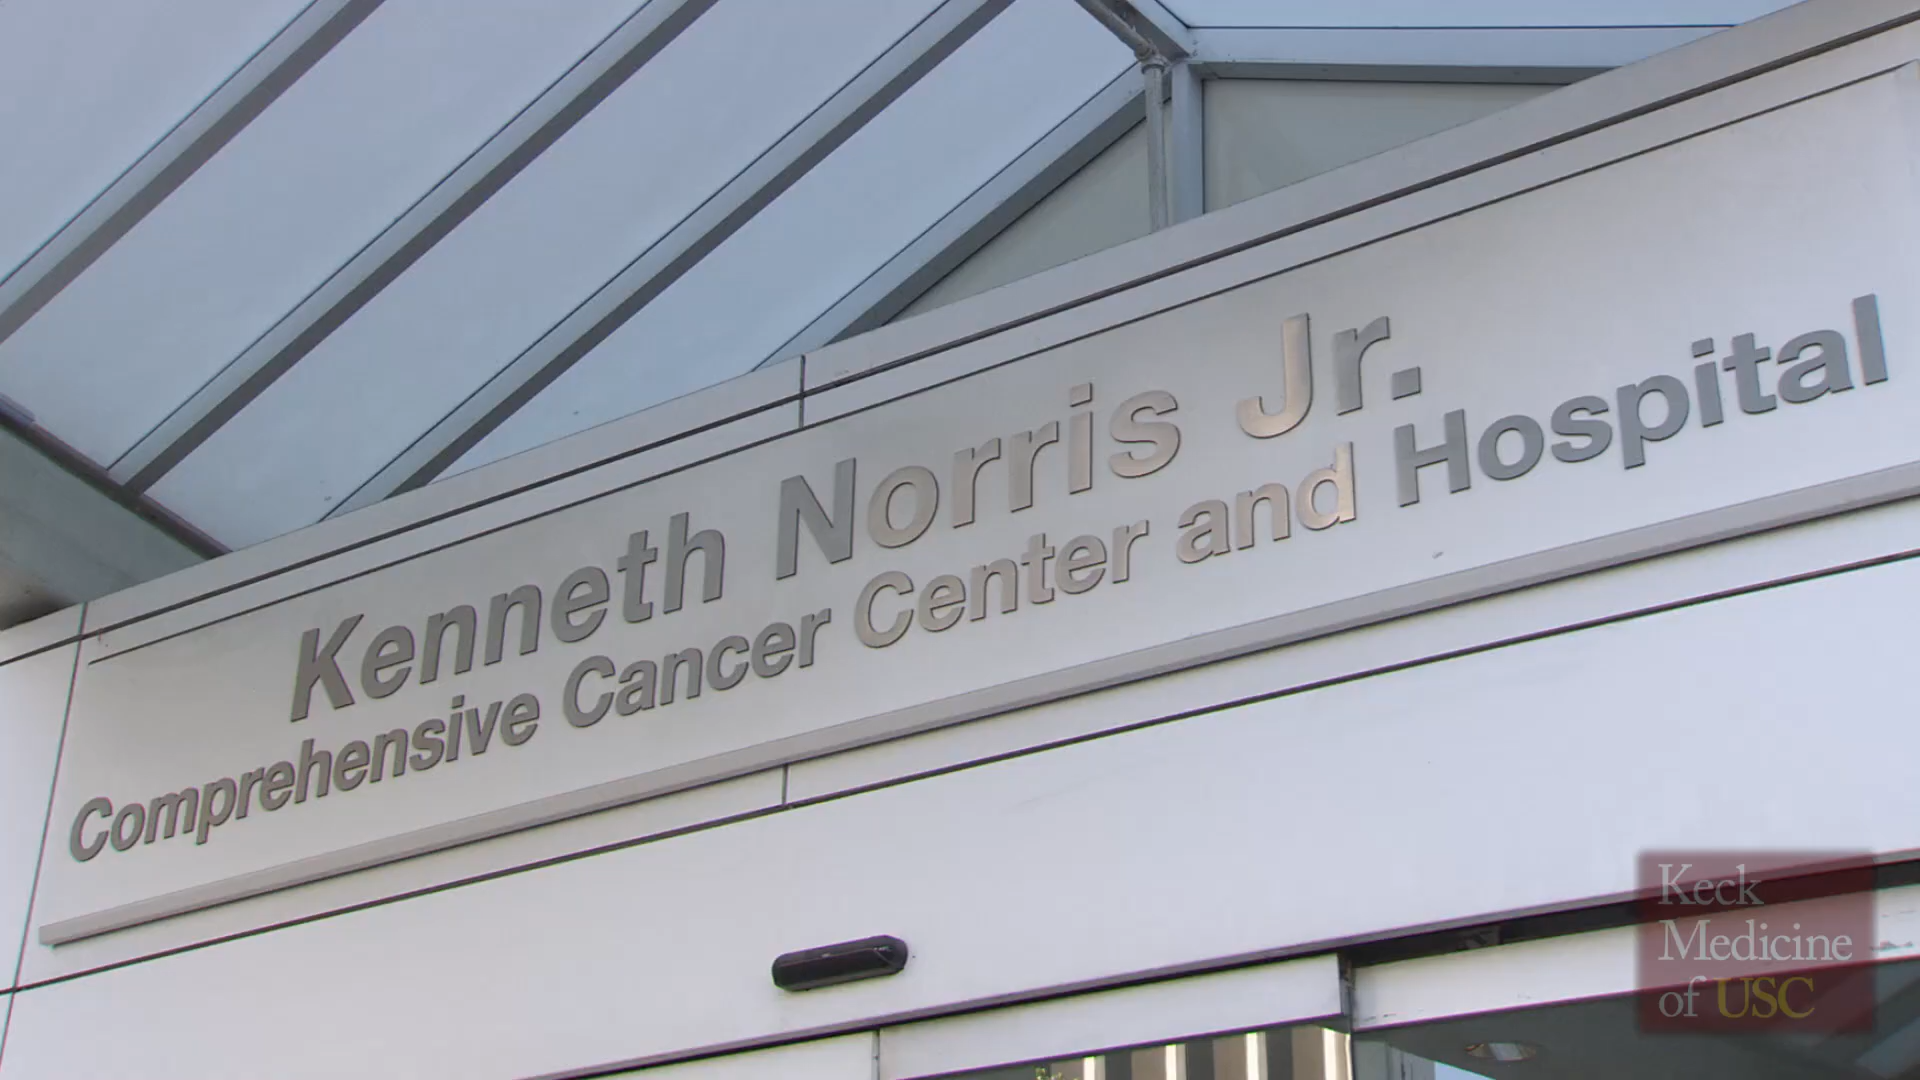 Kenneth Norris Jr.
Comprehensive Cancer Center and Hospital
Keck
Medicine
of USC